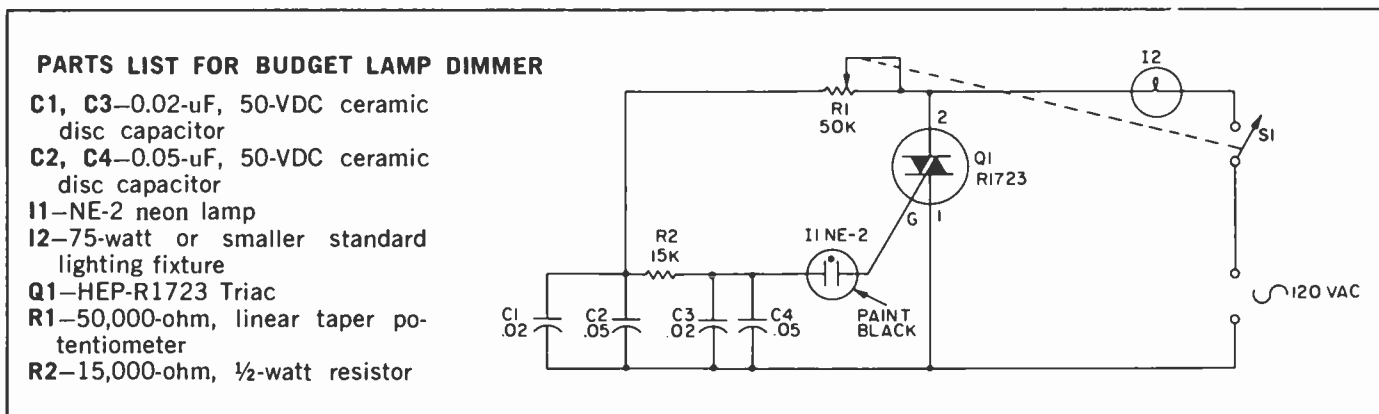 PARTS LIST FOR BUDGET LAMP DIMMER
C1, C3—0.02-uF, 50-VDC ceramic
disc capacitor
C2, C4—0.05-uF, 50-VDC ceramic
disc capacitor
I1—NE-2 neon lamp
I2—75-watt or smaller standard
lighting fixture
Q1—HEP-R1723 Triac
R1—50,000-ohm, linear taper po-
tentiometer
R2—15,000-ohm, ½-watt resistor
I2
R1
50K
2
S1
Q1
R1723
G
1
R2
15K
I1 NE-2
120 VAC
PAINT
BLACK
C1
.02
C2
.05
C3
.02
C4
.05